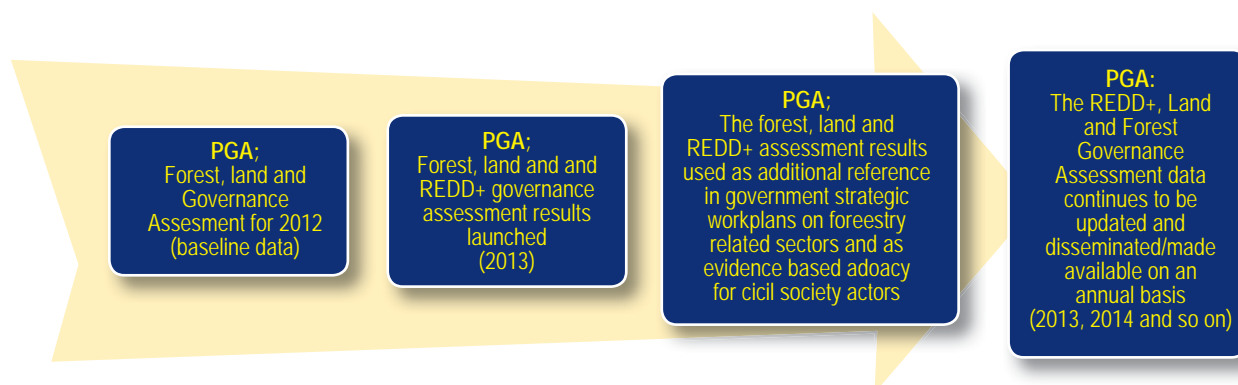 PGA;
Forest, land and
Governance
Assesment for 2012
(baseline data)
PGA;
Forest, land and and
REDD+ governance
assessment results
launched
(2013)
PGA;
The forest, land and
REDD+ assessment results
used as additional reference
in government strategic
workplans on foreestry
related sectors and as
evidence based adoacy
for cicil society actors
PGA:
The REDD+, Land
and Forest
Governance
Assessment data
continues to be
updated and
disseminated/made
available on an
annual basis
(2013, 2014 and so on)